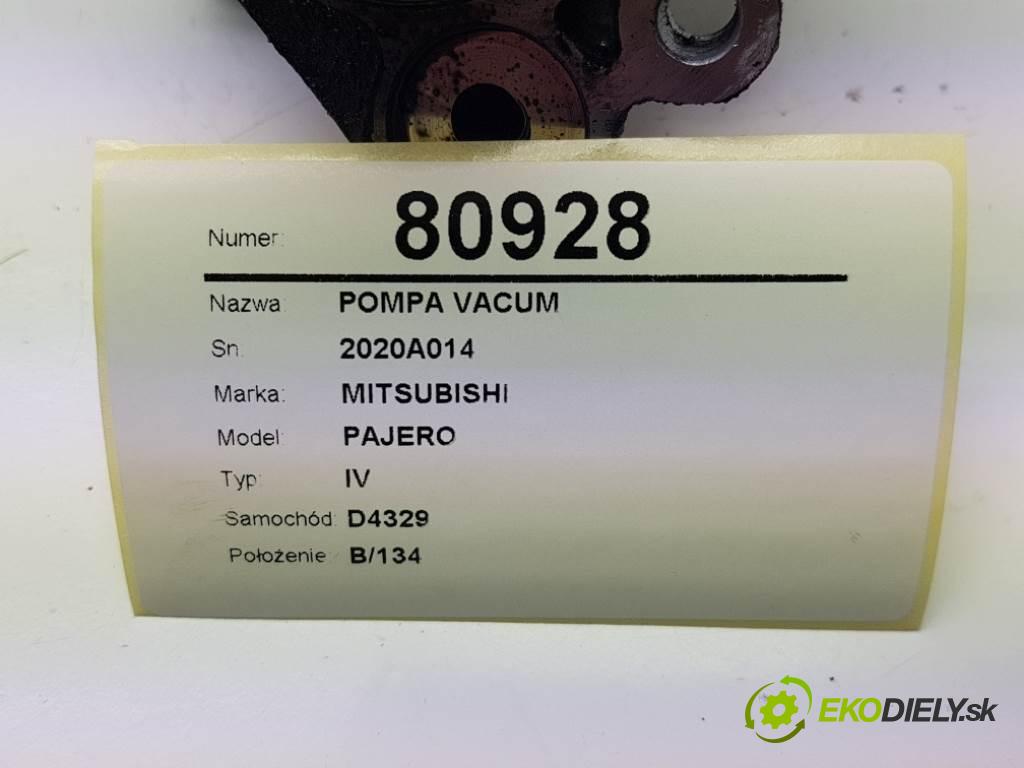 Numer: 80928
Nazwa: POMPA VACUM
Sn: 2020A014
Marka: MITSUBISHI
Model: PAJERO
Typ: IV
Samochód: D4329
Położenie: B/134
EKODIELY.sk